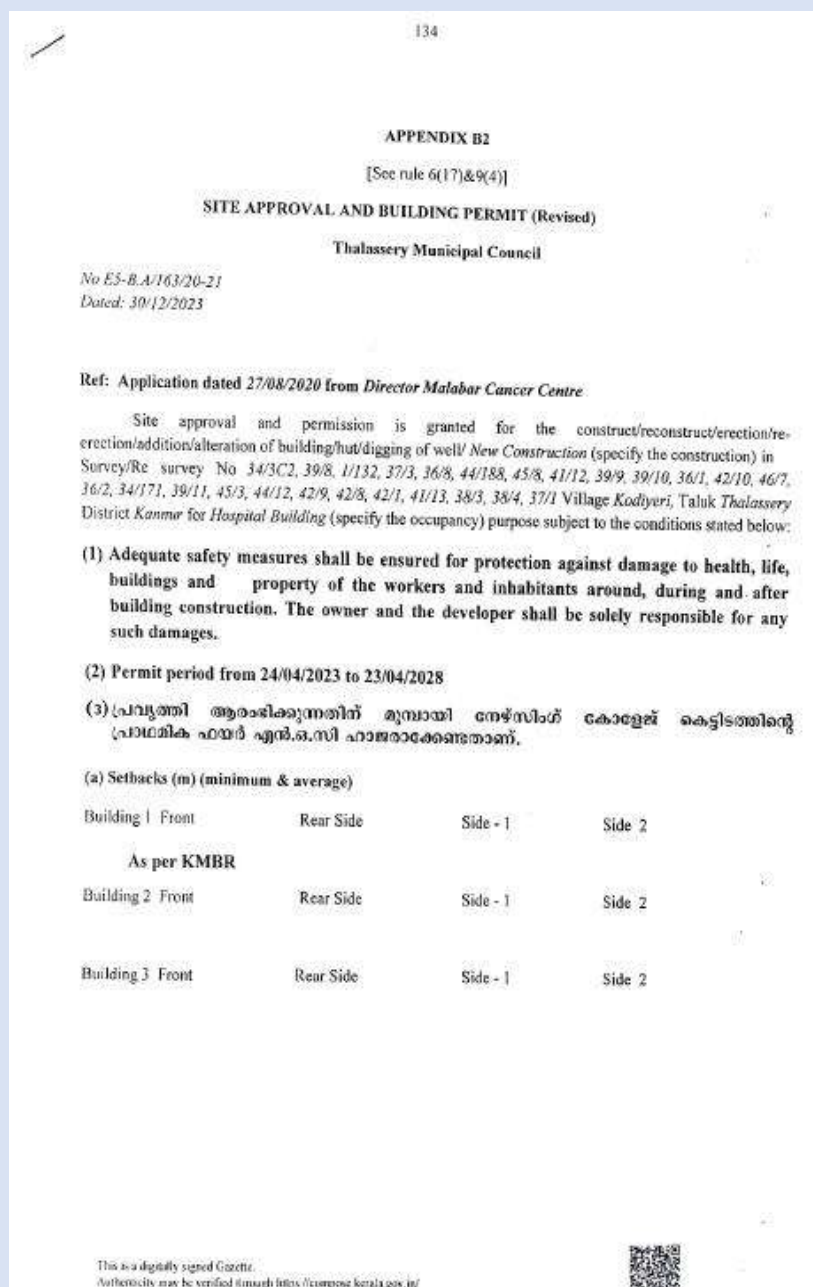 134
APPENDIX B2
[See rule 6(17)&9(4)]
SITE APPROVAL AND BUILDING PERMIT (Revised)
Thalassery Municipal Council
No E5-B.A/163/20-21
Dated: 30/12/2023
Ref: Application dated 27/08/2020 from Director Malabar Cancer Centre
Site approval and permission is granted for the construct/reconstruct/erection/re-
erection/addition/alteration of building/hut/digging of well/ New Construction (specify the construction) in
Survey/Re survey No 34/3C2, 39/8, 1/132, 37/3, 36/8, 44/188, 45/8, 41/12, 39/9, 39/10, 36/1, 42/10, 46/7,
36/2, 34/171, 39/11, 45/3, 44/12, 42/9, 42/8, 42/1, 41/13, 38/3, 38/4, 37/1 Village Kodiyeri, Taluk Thalassery
District Kannur for Hospital Building (specify the occupancy) purpose subject to the conditions stated below:
(1) Adequate safety measures shall be ensured for protection against damage to health, life,
buildings and property of the workers and inhabitants around, during and after
building construction. The owner and the developer shall be solely responsible for any
such damages.
(2) Permit period from 24/04/2023 to 23/04/2028
(3) പ്രവൃത്തി ആരംഭിക്കുന്നതിന് മുമ്പായി നേഴ്സിംഗ് കോളേജ് കെട്ടിടത്തിന്റെ
പ്രാഥമിക ഫയർ എൻ.ഒ.സി ഹാജരാക്കേണ്ടതാണ്.
(a) Setbacks (m) (minimum & average)
Building 1 Front Rear Side Side - 1 Side 2
As per KMBR
Building 2 Front Rear Side Side - 1 Side 2
Building 3 Front Rear Side Side - 1 Side 2
This is a digitally signed Gazette.
Authenticity may be verified through https://compose.kerala.gov.in/